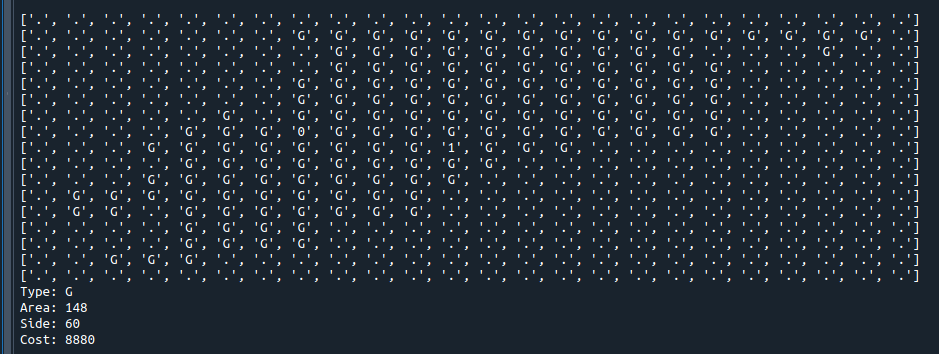 ['.', '.', '.', '.', '.', '.', '.', '.', '.', '.', '.', '.', '.', '.', '.', '.', '.', '.', '.', '.', '.', '.', '.', '.']
['.', '.', '.', '.', '.', '.', '.', 'G', 'G', 'G', 'G', 'G', 'G', 'G', 'G', 'G', 'G', 'G', 'G', 'G', 'G', 'G', 'G', '.']
['.', '.', '.', '.', '.', '.', '.', '.', 'G', 'G', 'G', 'G', 'G', 'G', 'G', 'G', 'G', 'G', '.', '.', '.', 'G', '.', '.']
['.', '.', '.', '.', '.', '.', '.', '.', 'G', 'G', 'G', 'G', 'G', 'G', 'G', 'G', 'G', 'G', 'G', '.', '.', '.', '.', '.']
['.', '.', '.', '.', '.', '.', '.', 'G', 'G', 'G', 'G', 'G', 'G', 'G', 'G', 'G', 'G', 'G', 'G', '.', '.', '.', '.', '.']
['.', '.', '.', '.', '.', '.', '.', 'G', 'G', 'G', 'G', 'G', 'G', 'G', 'G', 'G', 'G', 'G', 'G', '.', '.', '.', '.', '.']
['.', '.', '.', '.', '.', 'G', '.', 'G', 'G', 'G', 'G', 'G', 'G', 'G', 'G', 'G', 'G', 'G', 'G', '.', '.', '.', '.', '.']
['.', '.', '.', '.', 'G', 'G', 'G', '0', 'G', 'G', 'G', 'G', 'G', 'G', 'G', 'G', 'G', 'G', 'G', '.', '.', '.', '.', '.']
['.', '.', '.', 'G', 'G', 'G', 'G', 'G', 'G', 'G', 'G', '1', 'G', 'G', 'G', '.', '.', '.', '.', '.', '.', '.', '.', '.']
['.', '.', '.', '.', 'G', 'G', 'G', 'G', 'G', 'G', 'G', 'G', 'G', '.', '.', '.', '.', '.', '.', '.', '.', '.', '.', '.']
['.', '.', '.', 'G', 'G', 'G', 'G', 'G', 'G', 'G', 'G', 'G', '.', '.', '.', '.', '.', '.', '.', '.', '.', '.', '.', '.']
['.', 'G', 'G', 'G', 'G', 'G', 'G', 'G', 'G', 'G', 'G', '.', '.', '.', '.', '.', '.', '.', '.', '.', '.', '.', '.', '.']
['.', 'G', 'G', '.', 'G', 'G', 'G', 'G', 'G', 'G', 'G', '.', '.', '.', '.', '.', '.', '.', '.', '.', '.', '.', '.', '.']
['.', '.', '.', '.', 'G', 'G', 'G', 'G', '.', '.', '.', '.', '.', '.', '.', '.', '.', '.', '.', '.', '.', '.', '.', '.']
['.', '.', '.', '.', 'G', 'G', 'G', 'G', '.', '.', '.', '.', '.', '.', '.', '.', '.', '.', '.', '.', '.', '.', '.', '.']
['.', '.', 'G', 'G', 'G', '.', '.', '.', '.', '.', '.', '.', '.', '.', '.', '.', '.', '.', '.', '.', '.', '.', '.', '.']
['.', '.', '.', '.', '.', '.', '.', '.', '.', '.', '.', '.', '.', '.', '.', '.', '.', '.', '.', '.', '.', '.', '.', '.']
Type: G
Area: 148
Side: 60
Cost: 8880